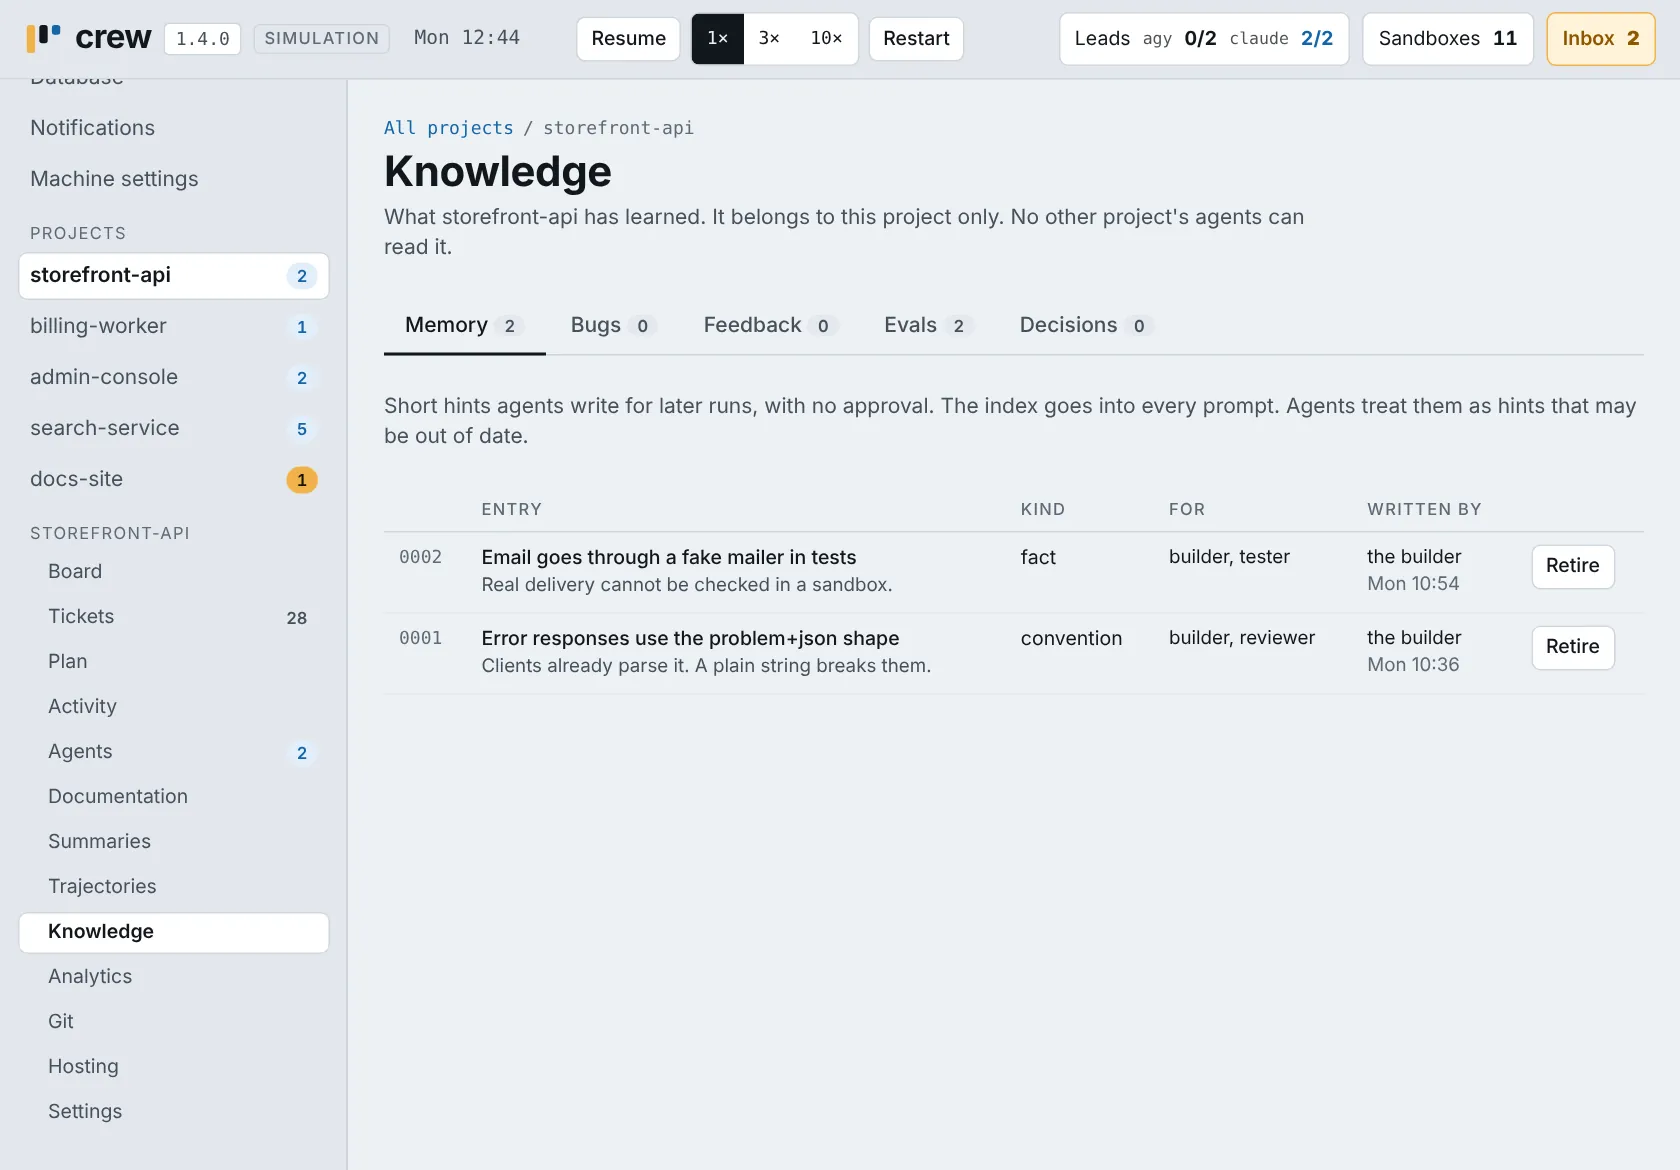 crew 1.4.0 SIMULATION Mon 12:44 Resume 1× 3× 10× Restart Leads agy 0/2 claude 2/2 Sandboxes 11 Inbox 2
Database
Notifications
Machine settings
PROJECTS
storefront-api 2
billing-worker 1
admin-console 2
search-service 5
docs-site 1
STOREFRONT-API
Board
Tickets 28
Plan
Activity
Agents 2
Documentation
Summaries
Trajectories
Knowledge
Analytics
Git
Hosting
Settings
All projects / storefront-api
Knowledge
What storefront-api has learned. It belongs to this project only. No other project's agents can
read it.
Memory 2 Bugs 0 Feedback 0 Evals 2 Decisions 0
Short hints agents write for later runs, with no approval. The index goes into every prompt. Agents treat them as hints that may
be out of date.
ENTRY KIND FOR WRITTEN BY
0002 Email goes through a fake mailer in tests fact builder, tester the builder Retire
Real delivery cannot be checked in a sandbox. Mon 10:54
0001 Error responses use the problem+json shape convention builder, reviewer the builder Retire
Clients already parse it. A plain string breaks them. Mon 10:36